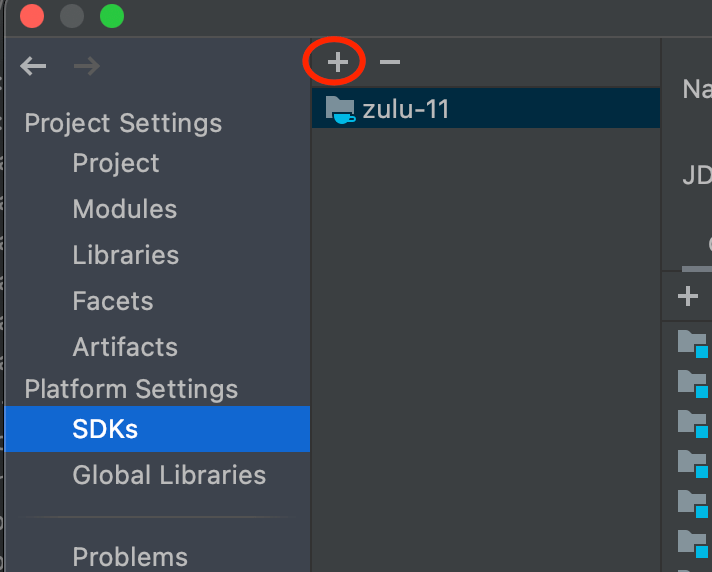 Project Settings
Project
Modules
Libraries
Facets
Artifacts
Platform Settings
SDKs
Global Libraries
Problems
zulu-11
Na
JD